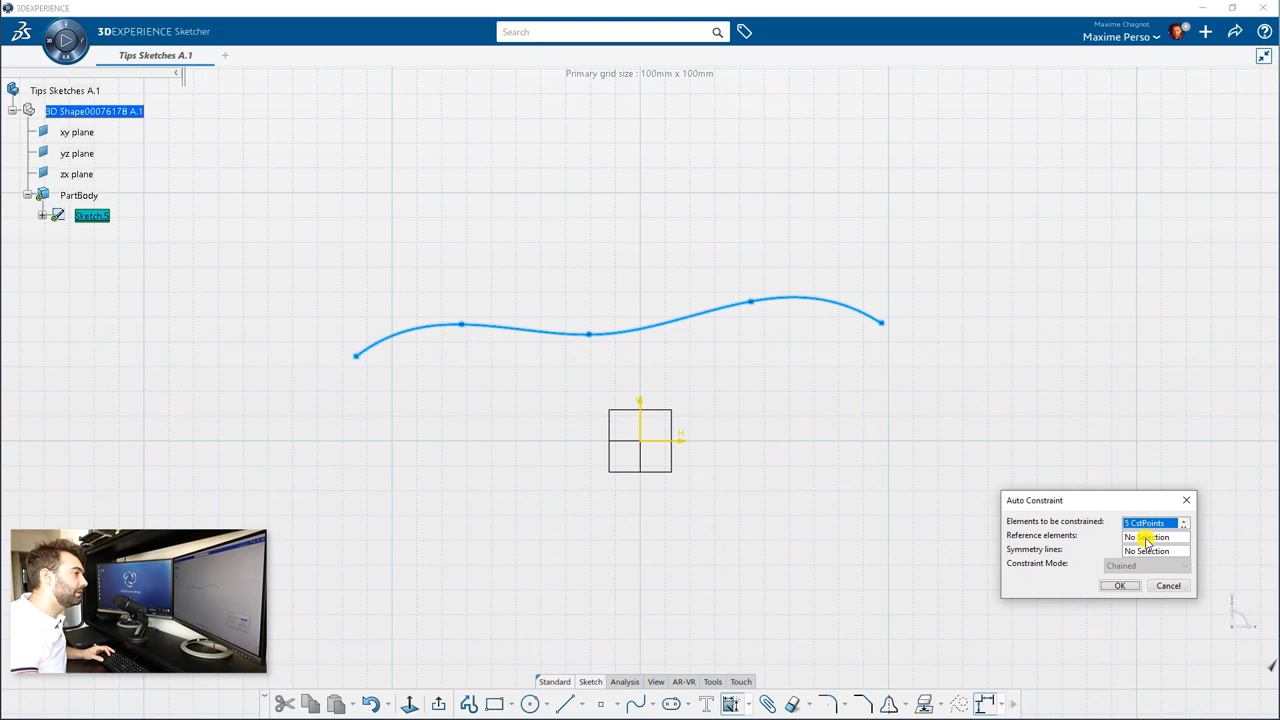 3DEXPERIENCE
3DEXPERIENCE Sketcher
Search
Maxime Chagnot
Maxime Perso
Tips Sketches A.1
Primary grid size : 100mm x 100mm
Tips Sketches A.1
3D Shape00076178 A.1
xy plane
yz plane
zx plane
PartBody
Sketch.5
V
H
Auto Constraint
Elements to be constrained: 5 CstPoints
Reference elements: No Selection
Symmetry lines: No Selection
Constraint Mode: Chained
OK Cancel
Standard Sketch Analysis View AR-VR Tools Touch